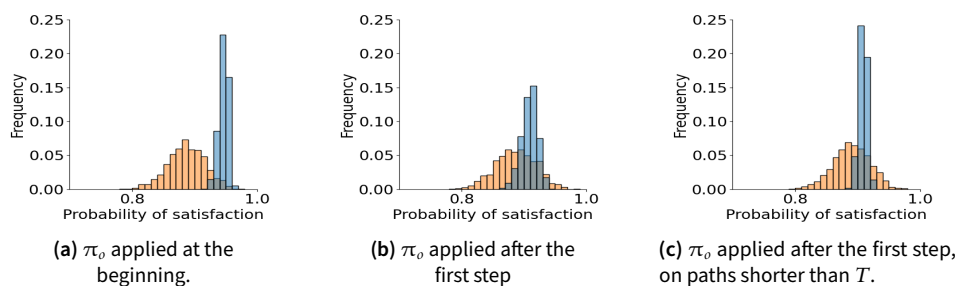 0.25
0.20
0.15
0.10
0.05
0.00
Frequency
0.8
1.0
Probability of satisfaction
(a) πₒ applied at the
beginning.
0.25
0.20
0.15
0.10
0.05
0.00
Frequency
0.8
1.0
Probability of satisfaction
(b) πₒ applied after the
first step
0.25
0.20
0.15
0.10
0.05
0.00
Frequency
0.8
1.0
Probability of satisfaction
(c) πₒ applied after the first step,
on paths shorter than T.